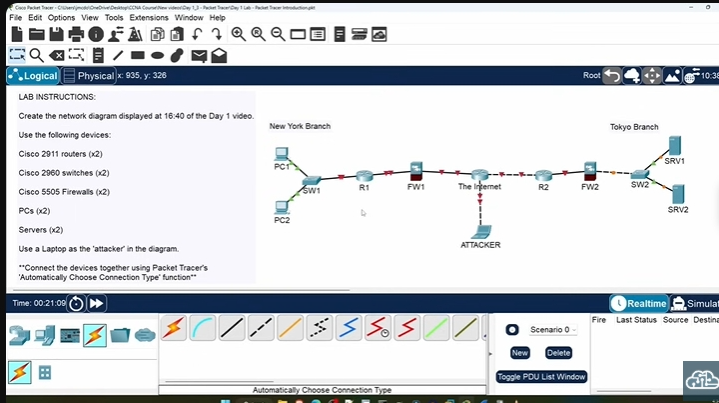 Cisco Packet Tracer - C:\Users\jmcdo\OneDrive\Desktop\CCNA Course\New videos\Day 1_3 - Packet Tracer\Day 1 Lab - Packet Tracer Introduction.pkt
File Edit Options View Tools Extensions Window Help
Logical Physical x: 935, y: 326 Root 10:38
LAB INSTRUCTIONS:
Create the network diagram displayed at 16:40 of the Day 1 video.
Use the following devices:
Cisco 2911 routers (x2)
Cisco 2960 switches (x2)
Cisco 5505 Firewalls (x2)
PCs (x2)
Servers (x2)
Use a Laptop as the 'attacker' in the diagram.
**Connect the devices together using Packet Tracer's
'Automatically Choose Connection Type' function**
New York Branch
Tokyo Branch
PC1
SW1
PC2
R1
FW1
The Internet
ATTACKER
R2
FW2
SW2
SRV1
SRV2
Time: 00:21:09
Realtime Simulat
Scenario 0
New Delete
Toggle PDU List Window
Fire Last Status Source Destina
Automatically Choose Connection Type